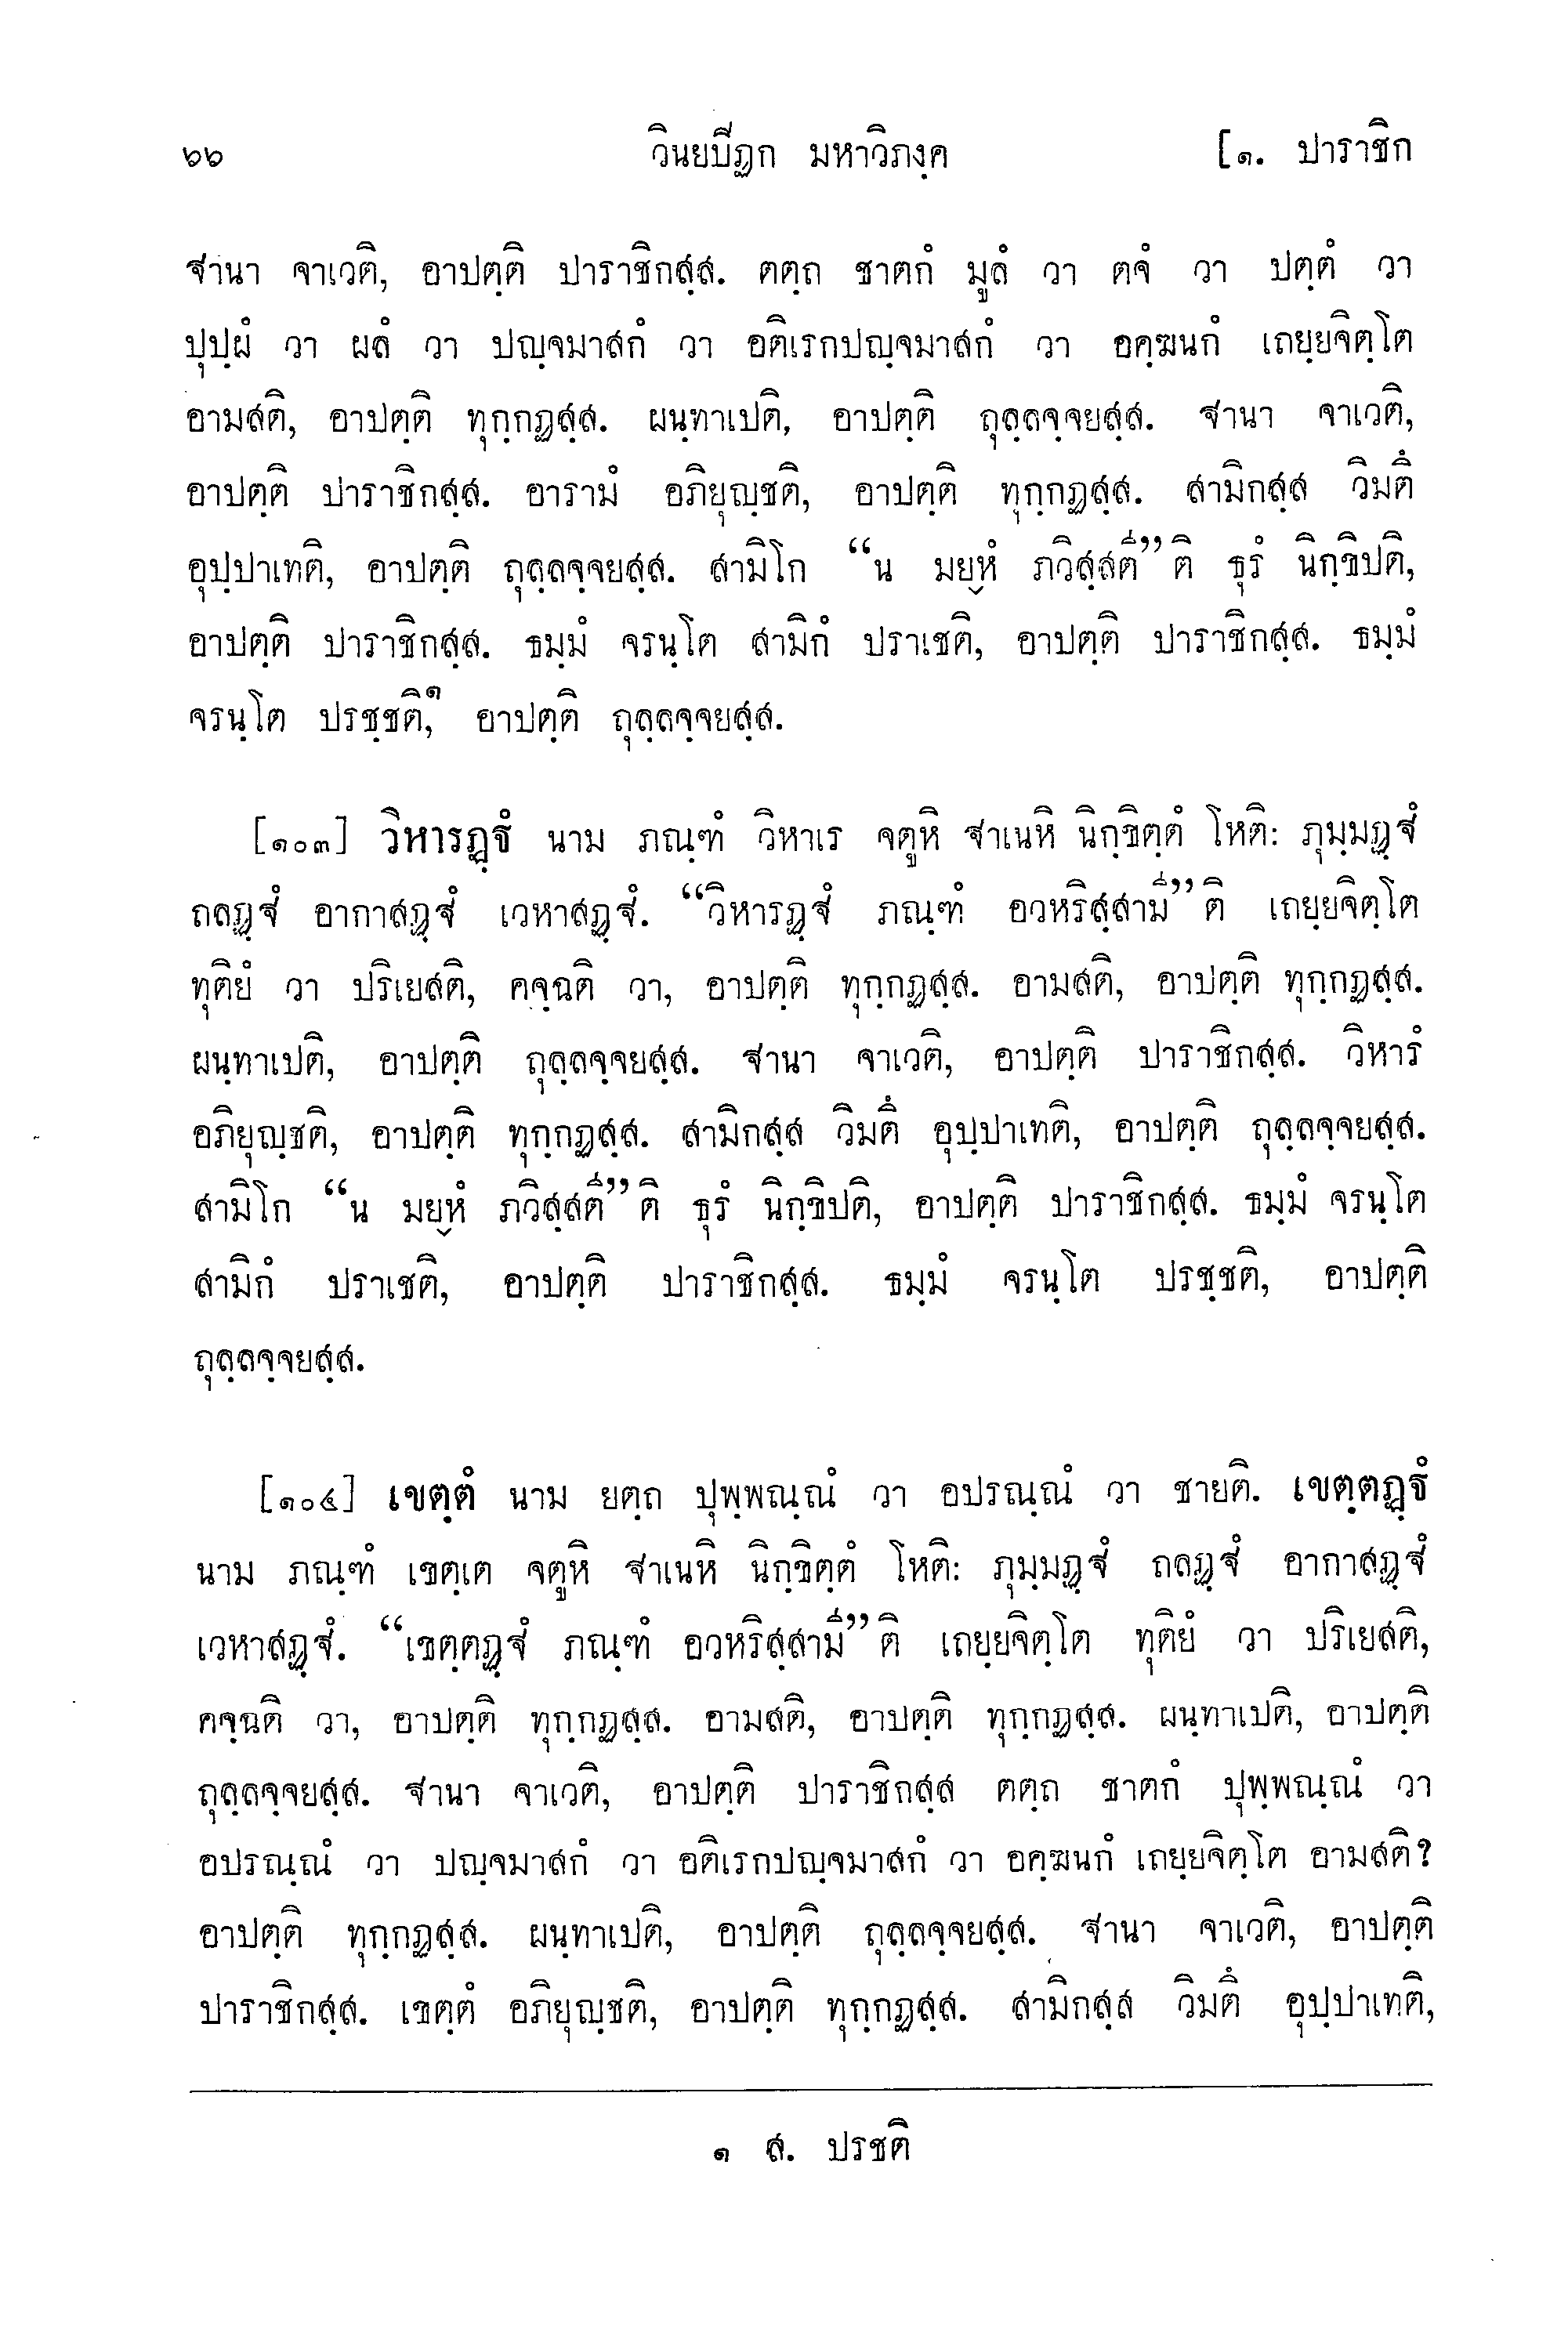 ๖๖ วินยปิฏก มหาวิภงฺค [๑. ปาราชิก
ฐานา จาเวติ, อาปตฺติ ปาราชิกสฺส. ตตฺถ ชาตกํ มูลํ วา ตจํ วา ปตฺตํ วา
ปุปฺผํ วา ผลํ วา ปญฺจมาสกํ วา อติเรกปญฺจมาสกํ วา อคฺฆนกํ เถยฺยจิตฺโต
อามสติ, อาปตฺติ ทุกฺกฏสฺส. ผนฺทาเปติ, อาปตฺติ ถุลฺลจฺจยสฺส. ฐานา จาเวติ,
อาปตฺติ ปาราชิกสฺส. อารามํ อภิยุญฺชติ, อาปตฺติ ทุกฺกฏสฺส. สามิกสฺส วิมตึ
อุปฺปาเทติ, อาปตฺติ ถุลฺลจฺจยสฺส. สามิโก “น มยฺหํ ภวิสฺสตี”ติ ธุรํ นิกฺขิปติ,
อาปตฺติ ปาราชิกสฺส. ธมฺมํ จรนฺโต สามิกํ ปราเชติ, อาปตฺติ ปาราชิกสฺส. ธมฺมํ
จรนฺโต ปรชฺชติ,๑ อาปตฺติ ถุลฺลจฺจยสฺส.
[๑๐๓] วิหารฏฺฐํ นาม ภณฺฑํ วิหาเร จตูหิ ฐาเนหิ นิกฺขิตฺตํ โหติ: ภุมฺมฏฺฐํ
ถลฏฺฐํ อากาสฏฺฐํ เวหาสฏฺฐํ. “วิหารฏฺฐํ ภณฺฑํ อวหริสฺสามี”ติ เถยฺยจิตฺโต
ทุติยํ วา ปริเยสติ, คจฺฉติ วา, อาปตฺติ ทุกฺกฏสฺส. อามสติ, อาปตฺติ ทุกฺกฏสฺส.
ผนฺทาเปติ, อาปตฺติ ถุลฺลจฺจยสฺส. ฐานา จาเวติ, อาปตฺติ ปาราชิกสฺส. วิหารํ
อภิยุญฺชติ, อาปตฺติ ทุกฺกฏสฺส. สามิกสฺส วิมตึ อุปฺปาเทติ, อาปตฺติ ถุลฺลจฺจยสฺส.
สามิโก “น มยฺหํ ภวิสฺสตี”ติ ธุรํ นิกฺขิปติ, อาปตฺติ ปาราชิกสฺส. ธมฺมํ จรนฺโต
สามิกํ ปราเชติ, อาปตฺติ ปาราชิกสฺส. ธมฺมํ จรนฺโต ปรชฺชติ, อาปตฺติ
ถุลฺลจฺจยสฺส.
[๑๐๔] เขตฺตํ นาม ยตฺถ ปุพฺพณฺณํ วา อปรณฺณํ วา ชายติ. เขตฺตฏฺฐํ
นาม ภณฺฑํ เขตฺเต จตูหิ ฐาเนหิ นิกฺขิตฺตํ โหติ: ภุมฺมฏฺฐํ ถลฏฺฐํ อากาสฏฺฐํ
เวหาสฏฺฐํ. “เขตฺตฏฺฐํ ภณฺฑํ อวหริสฺสามี”ติ เถยฺยจิตฺโต ทุติยํ วา ปริเยสติ,
คจฺฉติ วา, อาปตฺติ ทุกฺกฏสฺส. อามสติ, อาปตฺติ ทุกฺกฏสฺส. ผนฺทาเปติ, อาปตฺติ
ถุลฺลจฺจยสฺส. ฐานา จาเวติ, อาปตฺติ ปาราชิกสฺส ตตฺถ ชาตกํ ปุพฺพณฺณํ วา
อปรณฺณํ วา ปญฺจมาสกํ วา อติเรกปญฺจมาสกํ วา อคฺฆนกํ เถยฺยจิตฺโต อามสติ?
อาปตฺติ ทุกฺกฏสฺส. ผนฺทาเปติ, อาปตฺติ ถุลฺลจฺจยสฺส. ฐานา จาเวติ, อาปตฺติ
ปาราชิกสฺส. เขตฺตํ อภิยุญฺชติ, อาปตฺติ ทุกฺกฏสฺส. สามิกสฺส วิมตึ อุปฺปาเทติ,
๑ ส. ปรชติ